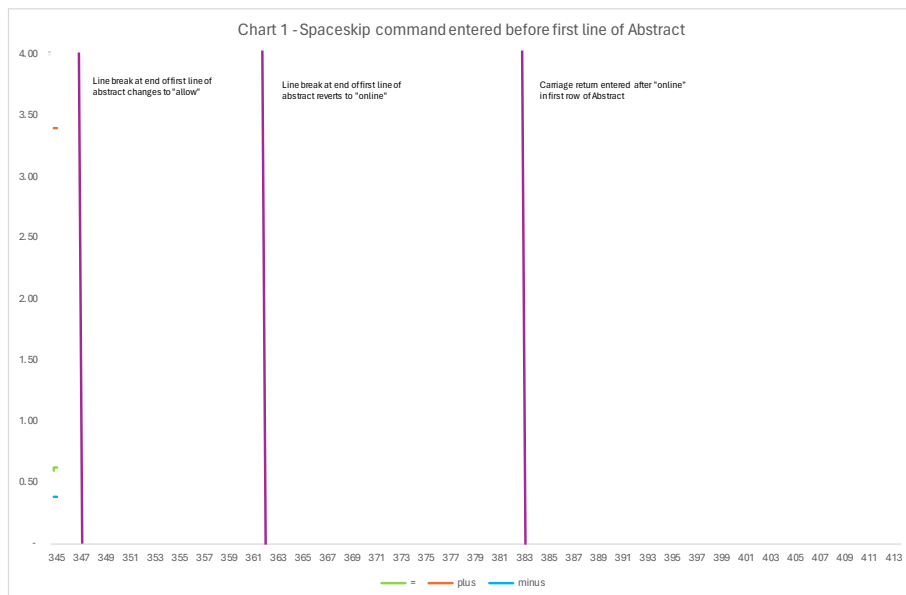 Chart 1 - Spaceskip command entered before first line of Abstract
4.00
Line break at end of first line of
abstract changes to "allow"
Line break at end of first line of
abstract reverts to "online"
Carriage return entered after "online"
in first row of Abstract
3.50
3.00
2.50
2.00
1.50
1.00
0.50
-
345 347 349 351 353 355 357 359 361 363 365 367 369 371 373 375 377 379 381 383 385 387 389 391 393 395 397 399 401 403 405 407 409 411 413
= plus minus